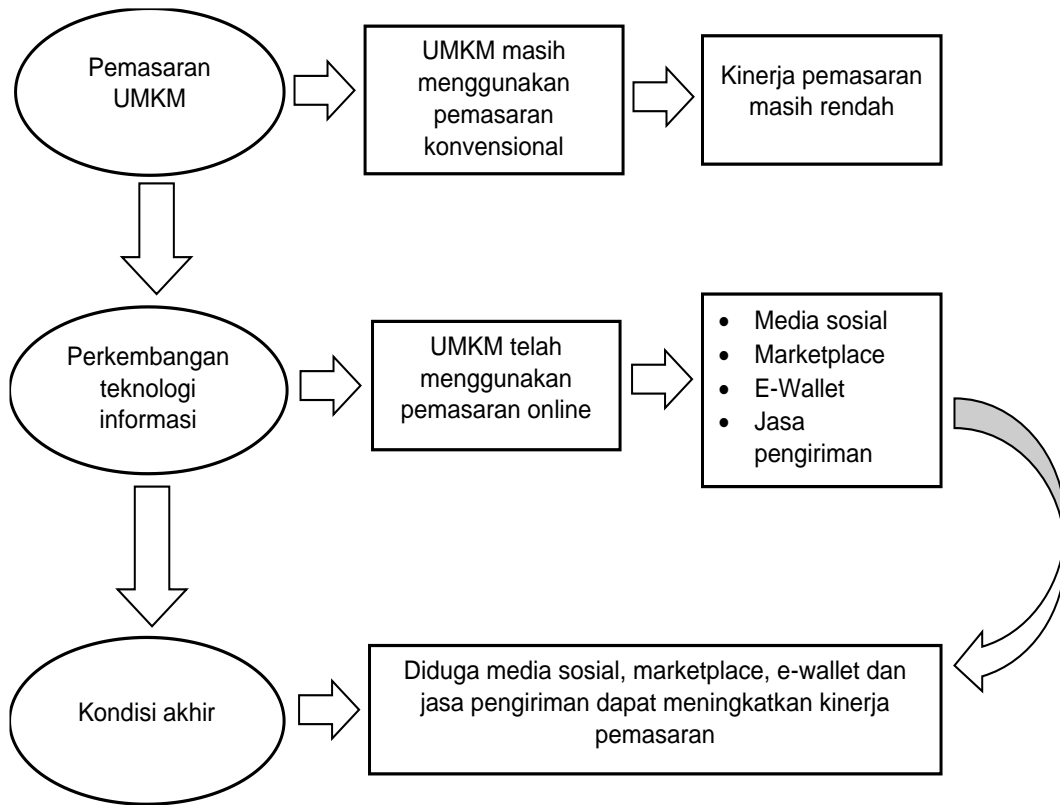 Pemasaran
UMKM
UMKM masih
menggunakan
pemasaran
konvensional
Kinerja pemasaran
masih rendah
Perkembangan
teknologi
informasi
UMKM telah
menggunakan
pemasaran online
• Media sosial
• Marketplace
• E-Wallet
• Jasa
pengiriman
Kondisi akhir
Diduga media sosial, marketplace, e-wallet dan
jasa pengiriman dapat meningkatkan kinerja
pemasaran